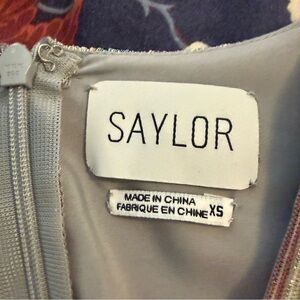 SAYLOR
MADE IN CHINA
FABRIQUE EN CHINE XS